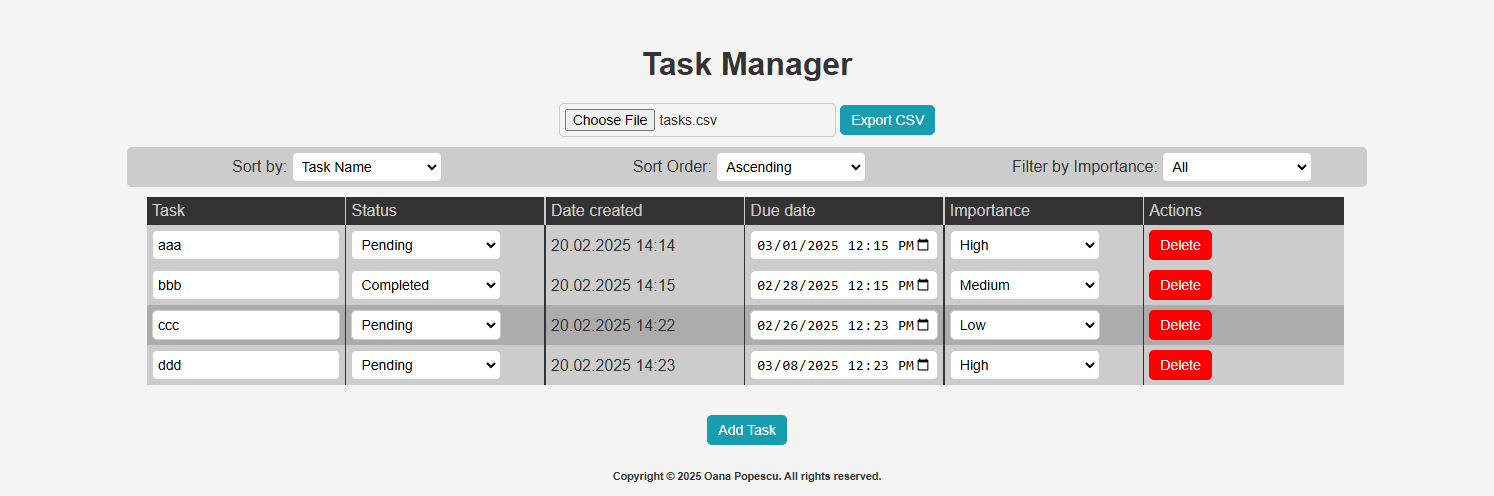 Task Manager
Choose File tasks.csv Export CSV
Sort by: Task Name Sort Order: Ascending Filter by Importance: All
Task Status Date created Due date Importance Actions
aaa Pending 20.02.2025 14:14 03/01/2025 12:15 PM High Delete
bbb Completed 20.02.2025 14:15 02/28/2025 12:15 PM Medium Delete
ccc Pending 20.02.2025 14:22 02/26/2025 12:23 PM Low Delete
ddd Pending 20.02.2025 14:23 03/08/2025 12:23 PM High Delete
Add Task
Copyright © 2025 Oana Popescu. All rights reserved.